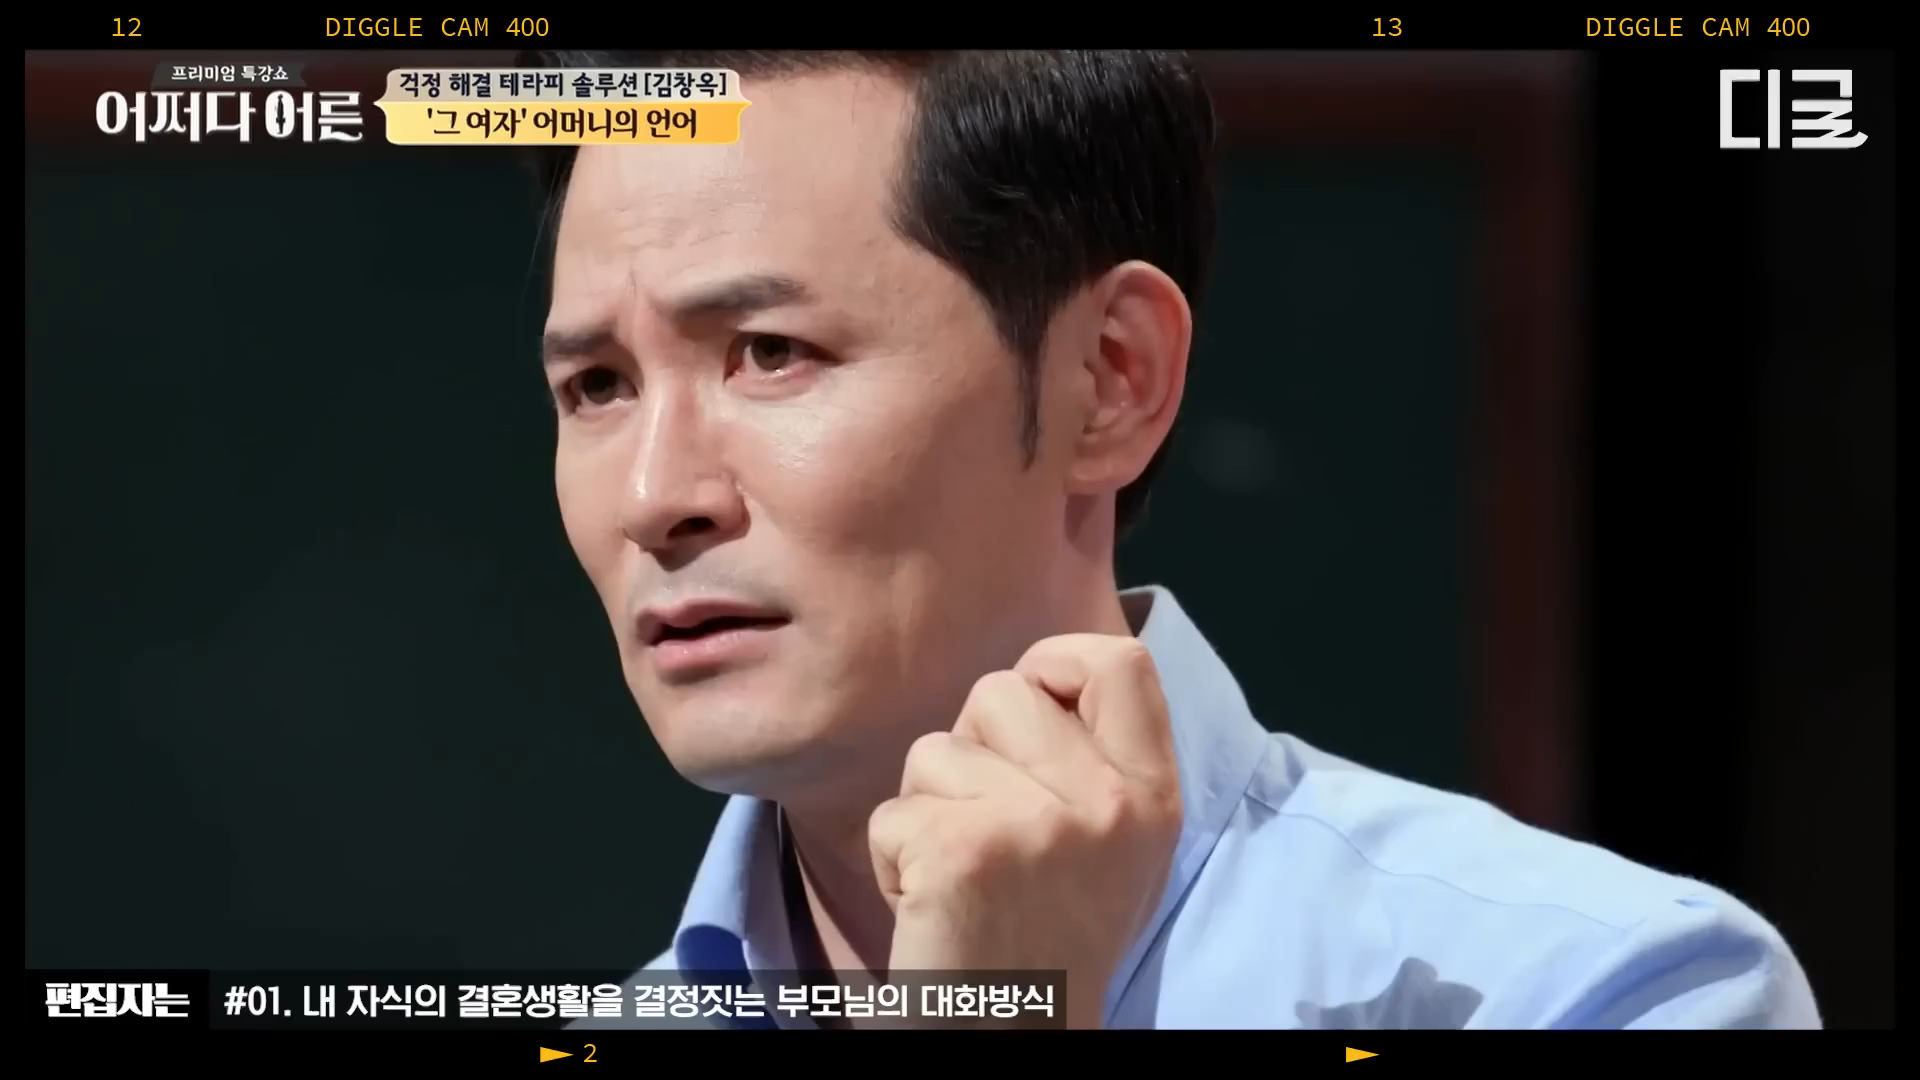 12
DIGGLE CAM 400
13
DIGGLE CAM 400
프리미엄 특강쇼
어쩌다 어른
걱정 해결 테라피 솔루션[김창옥]
'그 여자' 어머니의 언어
디글
편집자는
#01. 내 자식의 결혼생활을 결정짓는 부모님의 대화방식
2